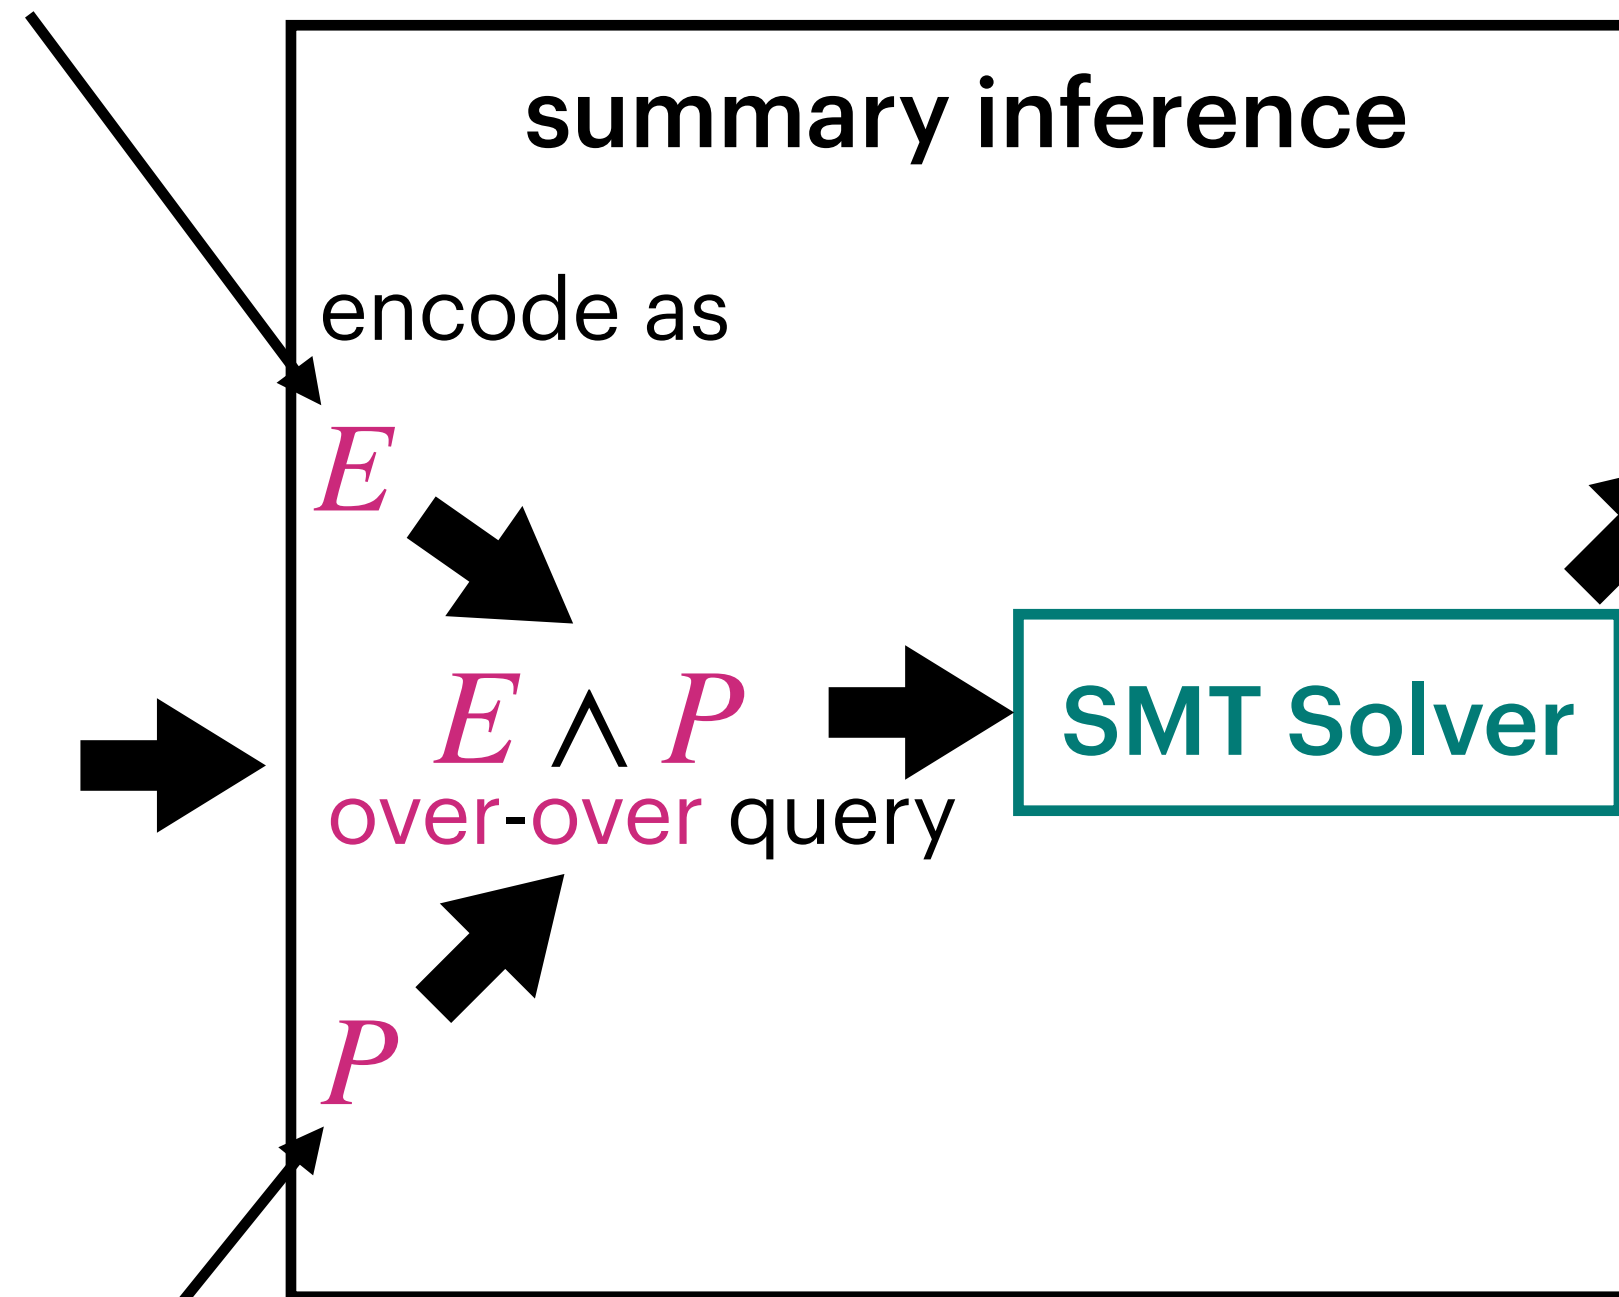 summary inference
encode as
E
E ∧ P
SMT Solver
over-over query
P